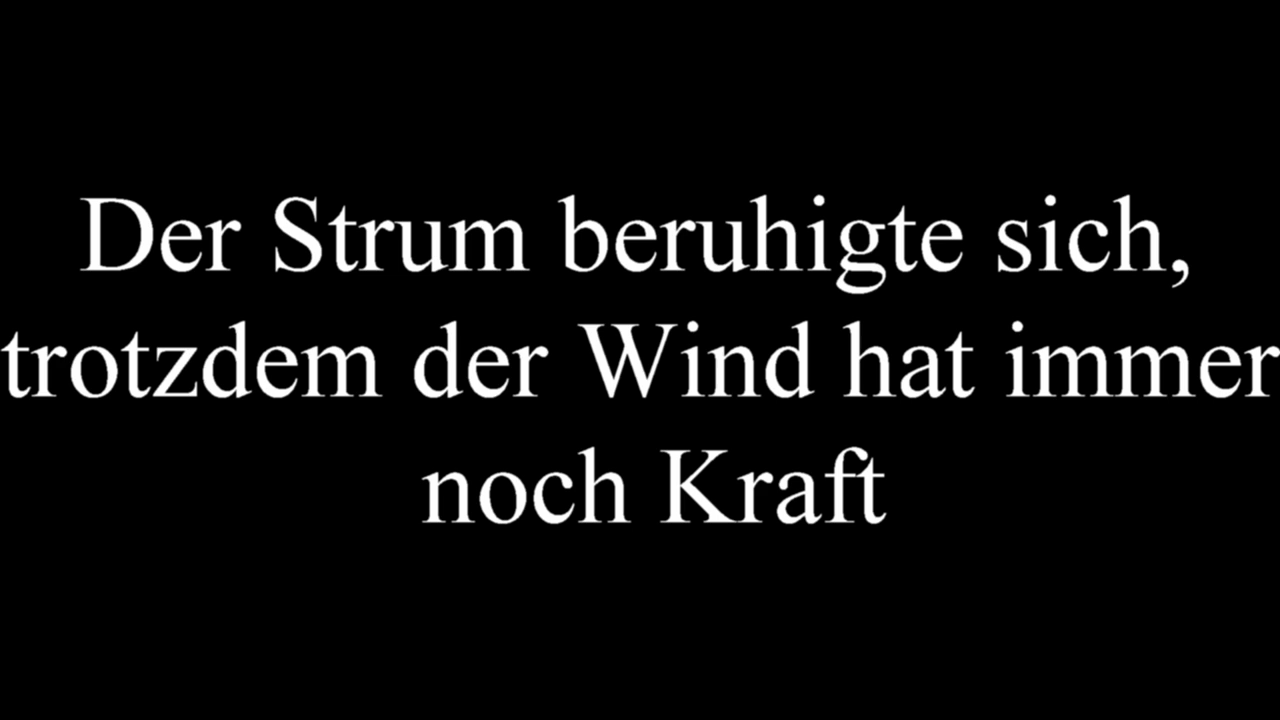 Der Strum beruhigte sich,
trotzdem der Wind hat immer
noch Kraft